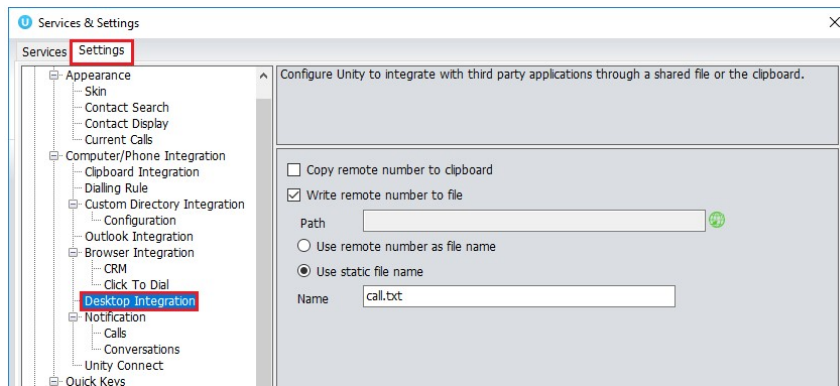 Services & Settings
Services Settings
Appearance
Skin
Contact Search
Contact Display
Current Calls
Computer/Phone Integration
Clipboard Integration
Dialling Rule
Custom Directory Integration
Configuration
Outlook Integration
Browser Integration
CRM
Click To Dial
Desktop Integration
Notification
Calls
Conversations
Unity Connect
Quick Keys
Configure Unity to integrate with third party applications through a shared file or the clipboard.
Copy remote number to clipboard
Write remote number to file
Path
Use remote number as file name
Use static file name
Name call.txt